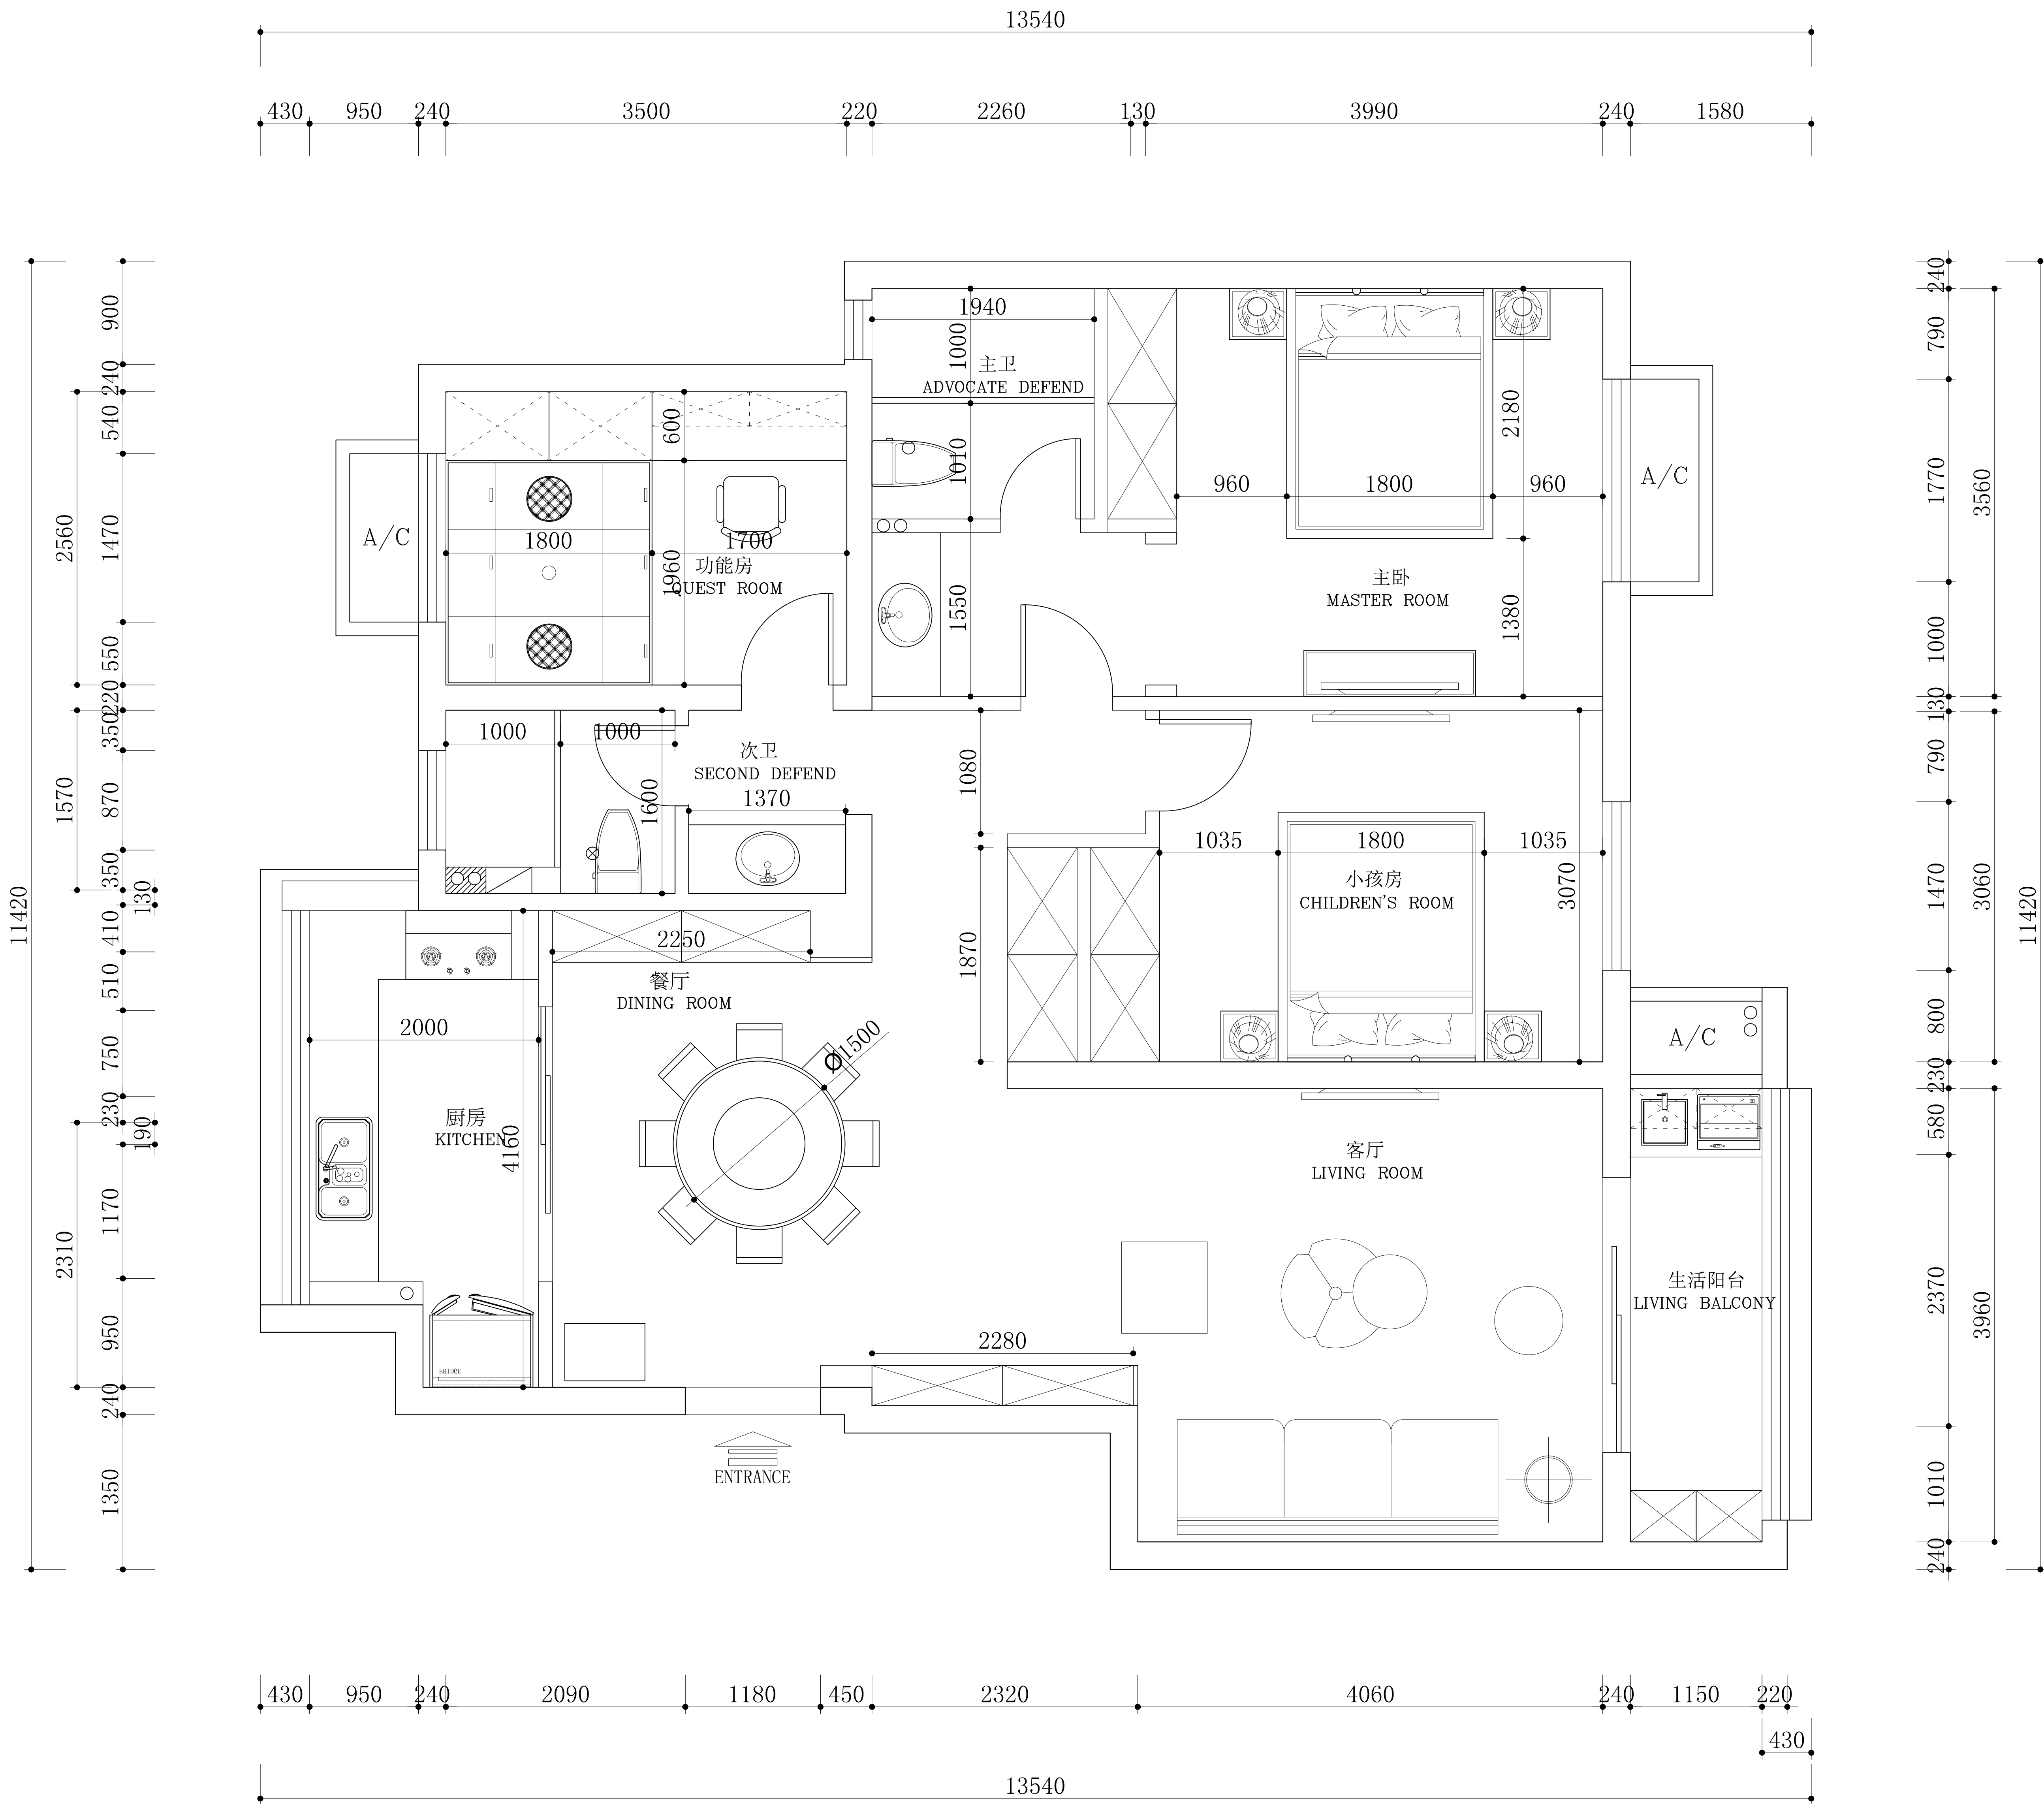 13540
430 950 240 3500 220 2260 130 3990 240 1580
11420
900
240
540
1470
550
220
350
870
350
130
410
510
750
230
190
1170
950
240
1350
2560
1570
2310
1940
1000
主卫
ADVOCATE DEFEND
1010
1550
600
1800
1700
1960
功能房
QUEST ROOM
A/C
960 1800 960
2180
1380
主卧
MASTER ROOM
A/C
1000 1000
1600
次卫
SECOND DEFEND
1370
1080
1870
1035 1800 1035
3070
小孩房
CHILDREN'S ROOM
2250
餐厅
DINING ROOM
Ø1500
2000
厨房
KITCHEN
4160
FRIDGE
A/C
客厅
LIVING ROOM
生活阳台
LIVING BALCONY
2280
ENTRANCE
240
790
1770
1000
130
790
1470
800
230
580
2370
1010
240
3560
3060
3960
11420
430 950 240 2090 1180 450 2320 4060 240 1150 220
430
13540